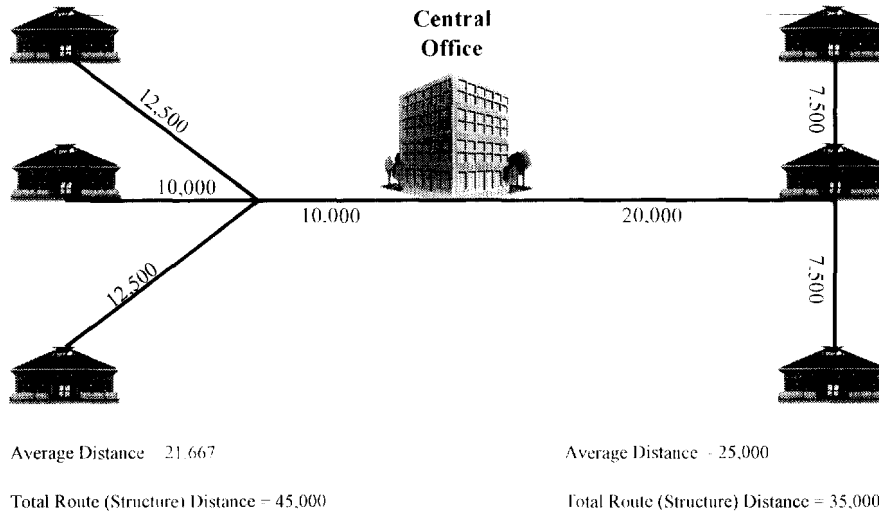 Central
Office
12,500
7,500
10,000
10,000
20,000
12,500
7,500
Average Distance 21,667
Average Distance - 25,000
Total Route (Structure) Distance = 45,000
Total Route (Structure) Distance = 35,000